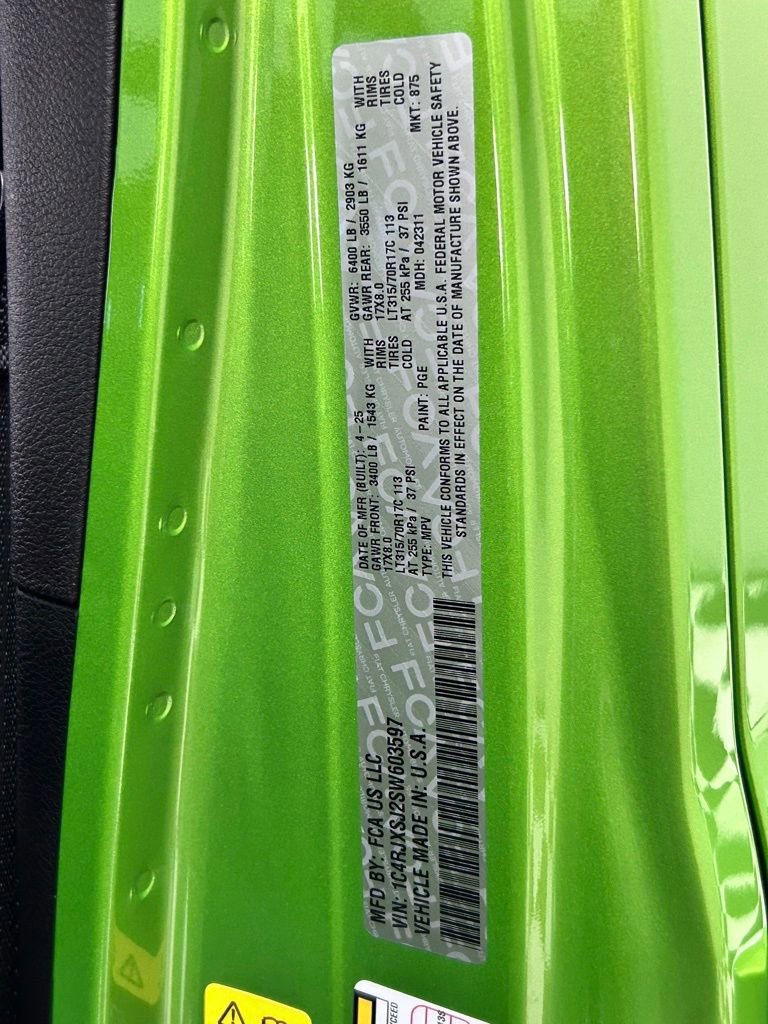 MFD BY: FCA US LLC
VIN: 1C4RJXSJ2SW603597
VEHICLE MADE IN: U.S.A.
DATE OF MFR (BUILT): 4-25 GVWR: 6400 LB / 2903 KG WITH
GAWR FRONT: 3400 LB / 1543 KG WITH GAWR REAR: 3550 LB / 1611 KG RIMS
17X8.0 RIMS 17X8.0 TIRES
LT315/70R17C 113 TIRES LT315/70R17C 113 COLD
AT 255 kPa / 37 PSI COLD AT 255 kPa / 37 PSI
TYPE: MPV PAINT: PGE MDH: 042311 MKT: 875
THIS VEHICLE CONFORMS TO ALL APPLICABLE U.S.A. FEDERAL MOTOR VEHICLE SAFETY
STANDARDS IN EFFECT ON THE DATE OF MANUFACTURE SHOWN ABOVE.